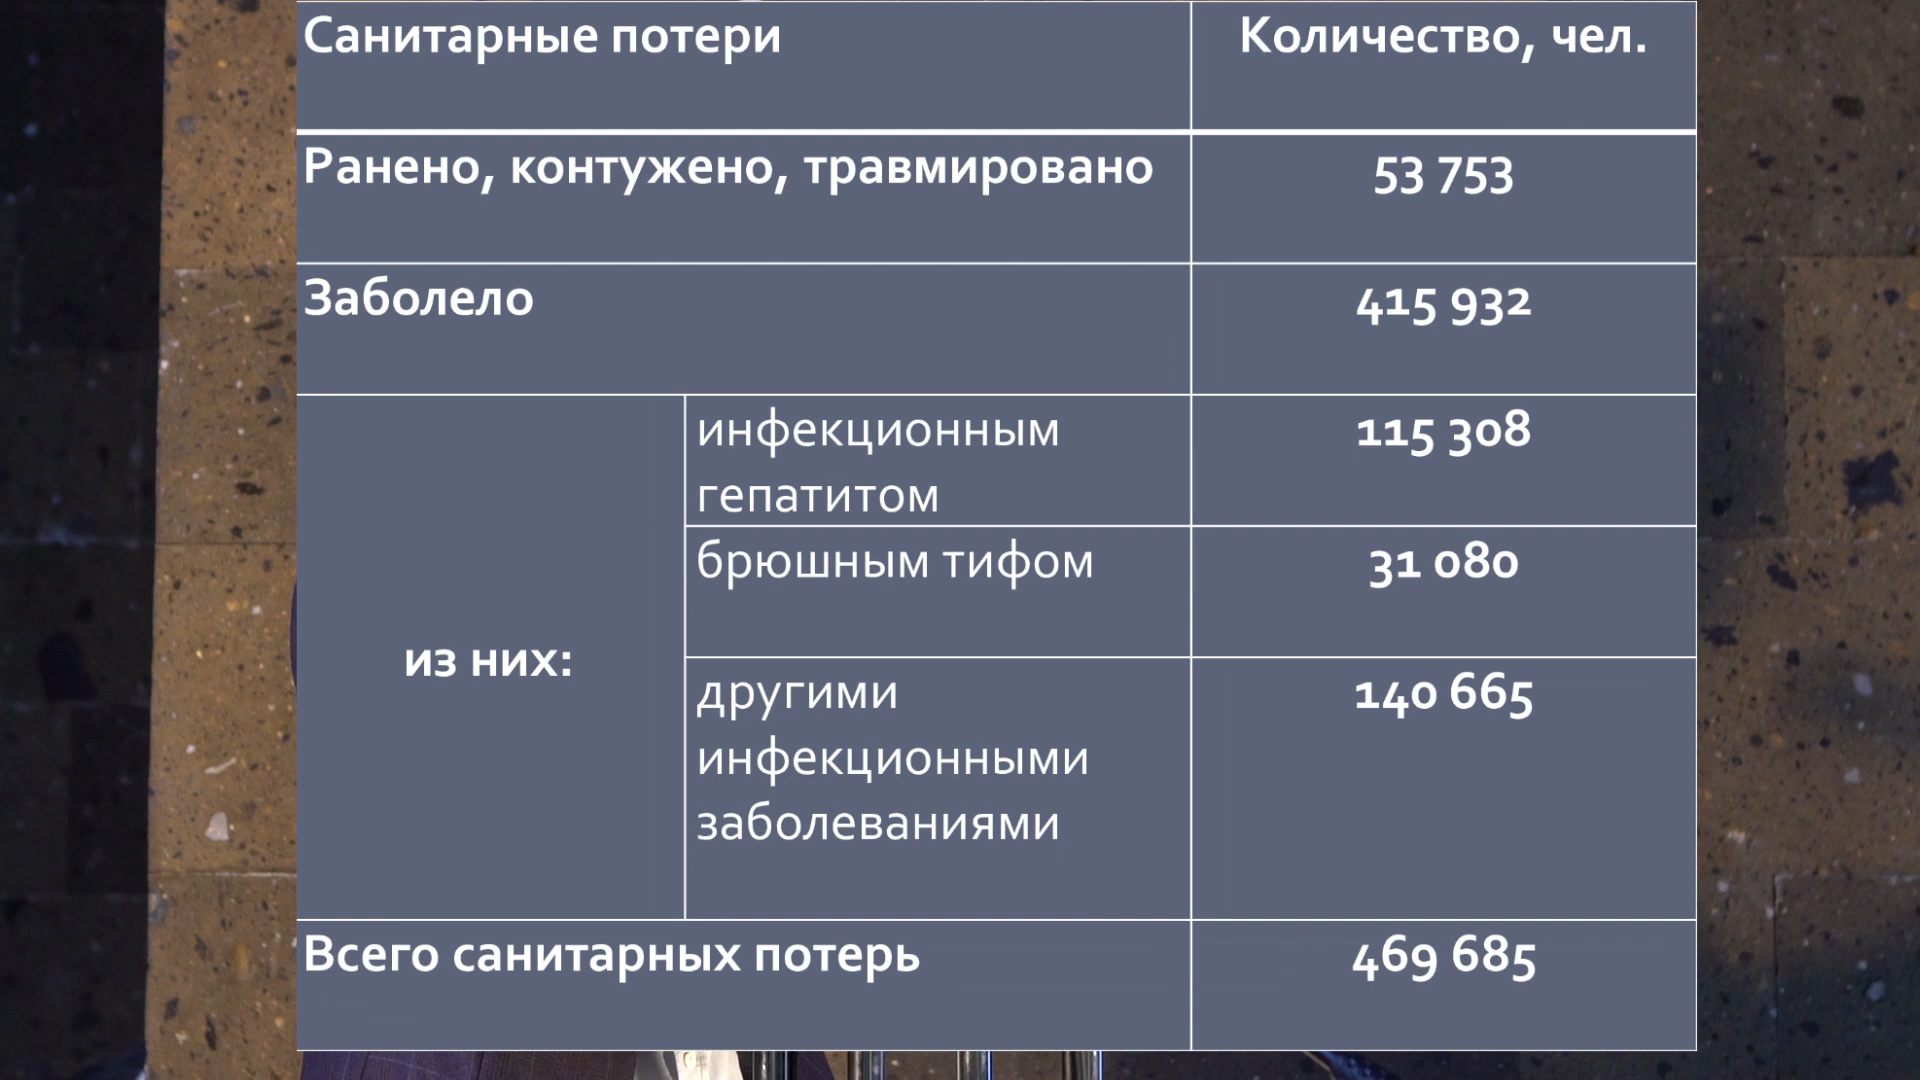 Санитарные потери Количество, чел.
Ранено, контужено, травмировано 53 753
Заболело 415 932
из них:
инфекционным 115 308
гепатитом
брюшным тифом 31 080
другими 140 665
инфекционными
заболеваниями
Всего санитарных потерь 469 685